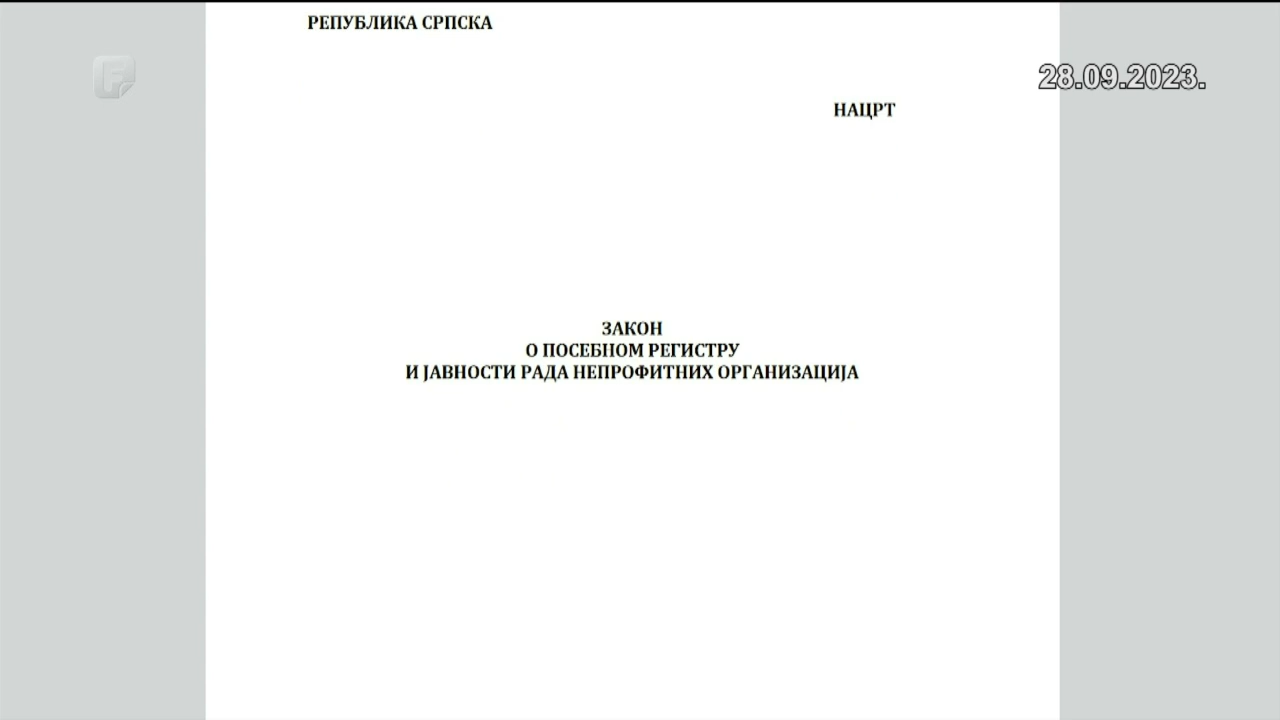 РЕПУБЛИКА СРПСКА
28.09.2023.
НАЦРТ
ЗАКОН
О ПОСЕБНОМ РЕГИСТРУ
И ЈАВНОСТИ РАДА НЕПРОФИТНИХ ОРГАНИЗАЦИЈА